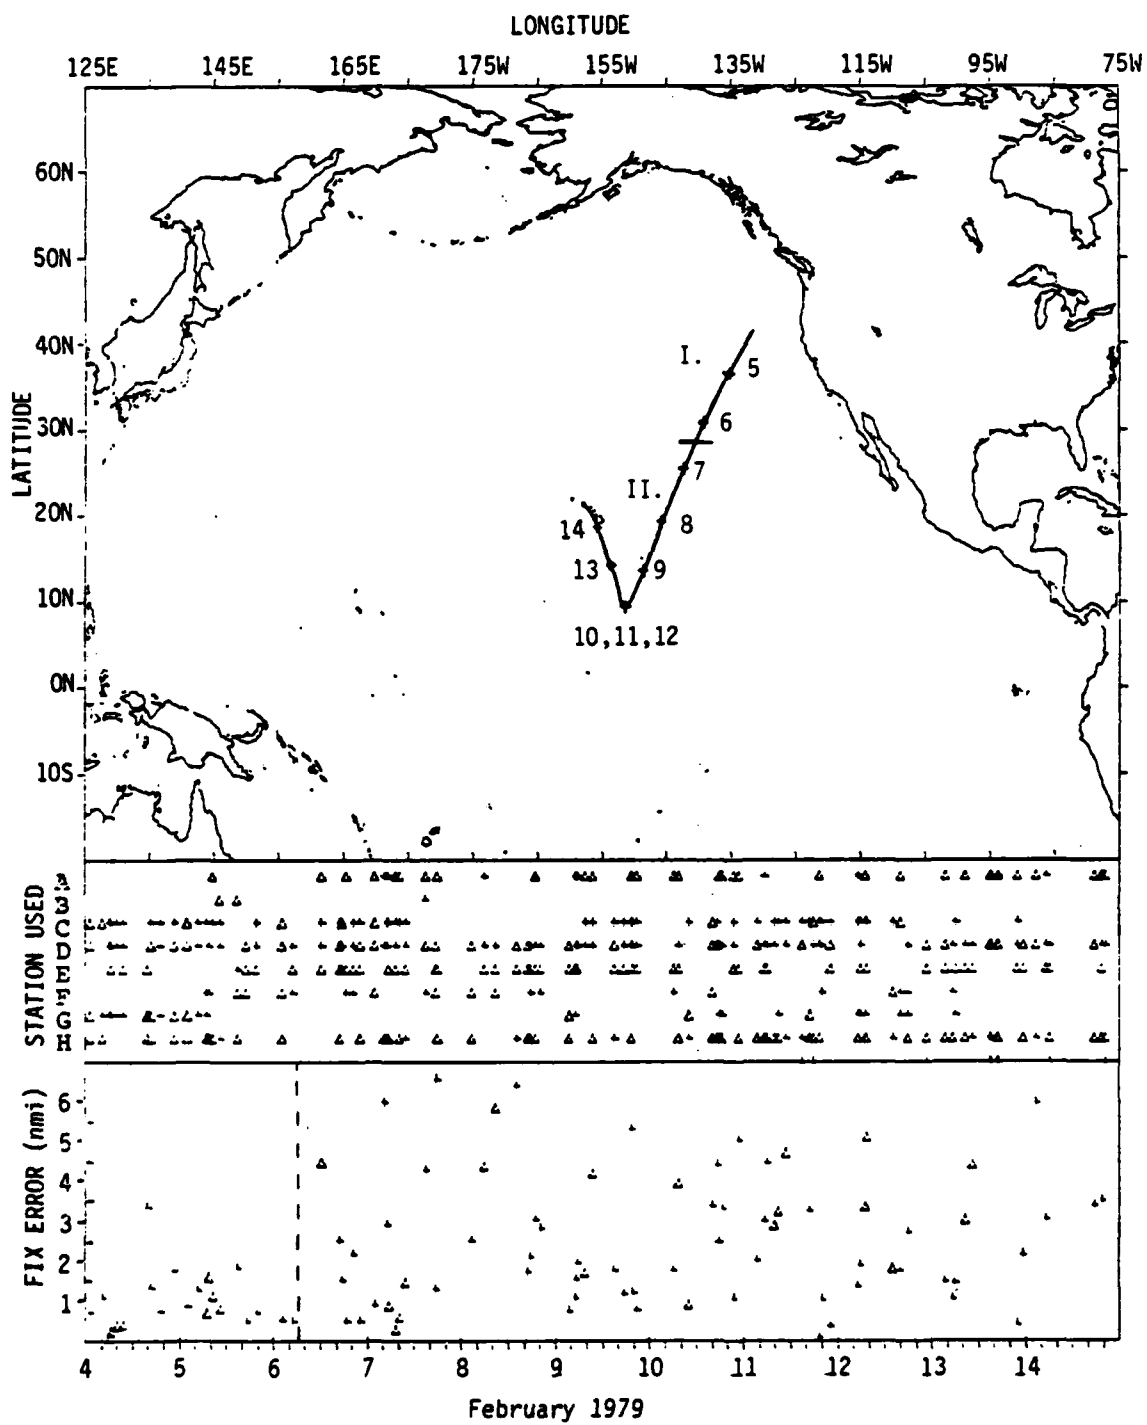 LONGITUDE
125E 145E 165E 175W 155W 135W 115W 95W 75W
LATITUDE
60N
50N
40N
30N
20N
10N
0N
10S
I.
5
6
7
II.
8
14
13
9
10,11,12
STATION USED
A
B
C
D
E
F
G
H
FIX ERROR (nmi)
6
5
4
3
2
1
4 5 6 7 8 9 10 11 12 13 14
February 1979